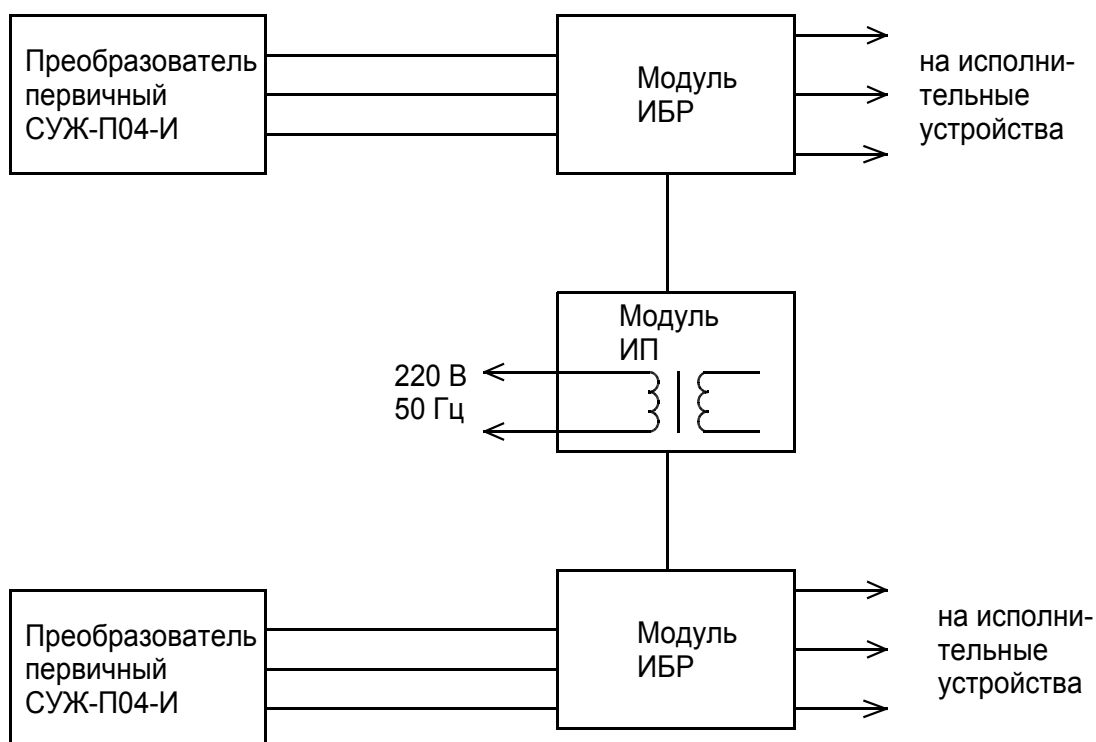 Преобразователь
первичный
СУЖ-П04-И
Модуль
ИБР
на исполни-
тельные
устройства
Модуль
ИП
220 В
50 Гц
Преобразователь
первичный
СУЖ-П04-И
Модуль
ИБР
на исполни-
тельные
устройства